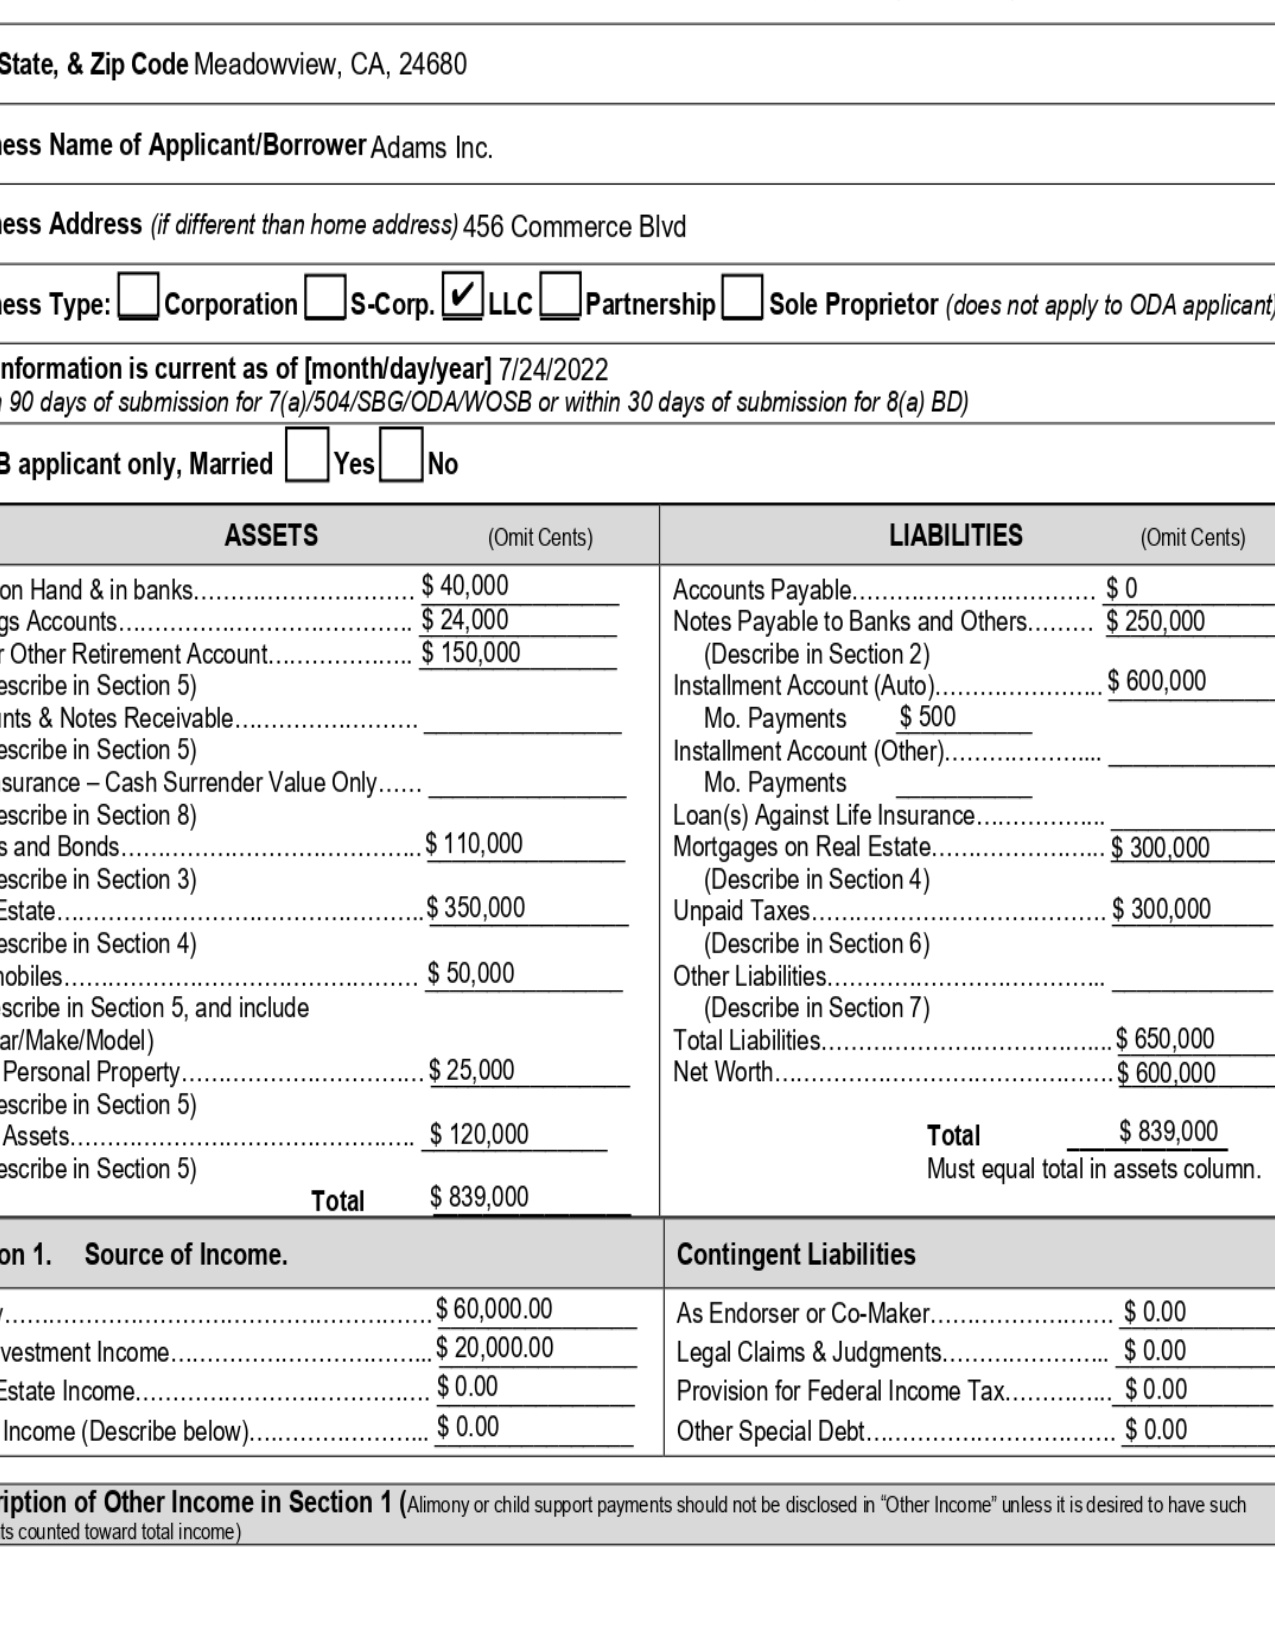 State, & Zip Code Meadowview, CA, 24680
ness Name of Applicant/Borrower Adams Inc.
ness Address (if different than home address) 456 Commerce Blvd
ness Type: Corporation S-Corp. ✔ LLC Partnership Sole Proprietor (does not apply to ODA applicant)
nformation is current as of [month/day/year] 7/24/2022
90 days of submission for 7(a)/504/SBG/ODA/WOSB or within 30 days of submission for 8(a) BD)
B applicant only, Married Yes No
ASSETS (Omit Cents)
on Hand & in banks $ 40,000
gs Accounts $ 24,000
r Other Retirement Account $ 150,000
escribe in Section 5)
nts & Notes Receivable
escribe in Section 5)
nsurance – Cash Surrender Value Only
escribe in Section 8)
s and Bonds $ 110,000
escribe in Section 3)
Estate $ 350,000
escribe in Section 4)
nobiles $ 50,000
scribe in Section 5, and include
ar/Make/Model)
Personal Property $ 25,000
escribe in Section 5)
Assets $ 120,000
escribe in Section 5)
Total $ 839,000
LIABILITIES (Omit Cents)
Accounts Payable $ 0
Notes Payable to Banks and Others $ 250,000
(Describe in Section 2)
Installment Account (Auto) $ 600,000
Mo. Payments $ 500
Installment Account (Other)
Mo. Payments
Loan(s) Against Life Insurance
Mortgages on Real Estate $ 300,000
(Describe in Section 4)
Unpaid Taxes $ 300,000
(Describe in Section 6)
Other Liabilities
(Describe in Section 7)
Total Liabilities $ 650,000
Net Worth $ 600,000
Total $ 839,000
Must equal total in assets column.
on 1. Source of Income.
y $ 60,000.00
vestment Income $ 20,000.00
Estate Income $ 0.00
Income (Describe below) $ 0.00
Contingent Liabilities
As Endorser or Co-Maker $ 0.00
Legal Claims & Judgments $ 0.00
Provision for Federal Income Tax $ 0.00
Other Special Debt $ 0.00
ription of Other Income in Section 1 (Alimony or child support payments should not be disclosed in “Other Income” unless it is desired to have such
ts counted toward total income)